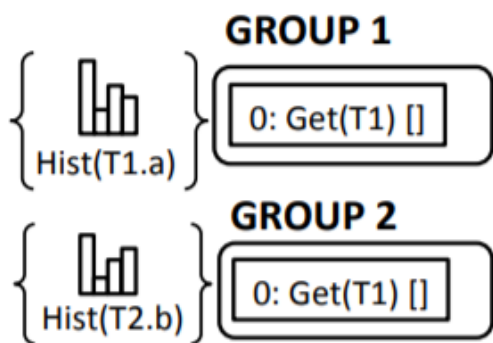 GROUP 1
0: Get(T1) []
Hist(T1.a)
GROUP 2
0: Get(T1) []
Hist(T2.b)